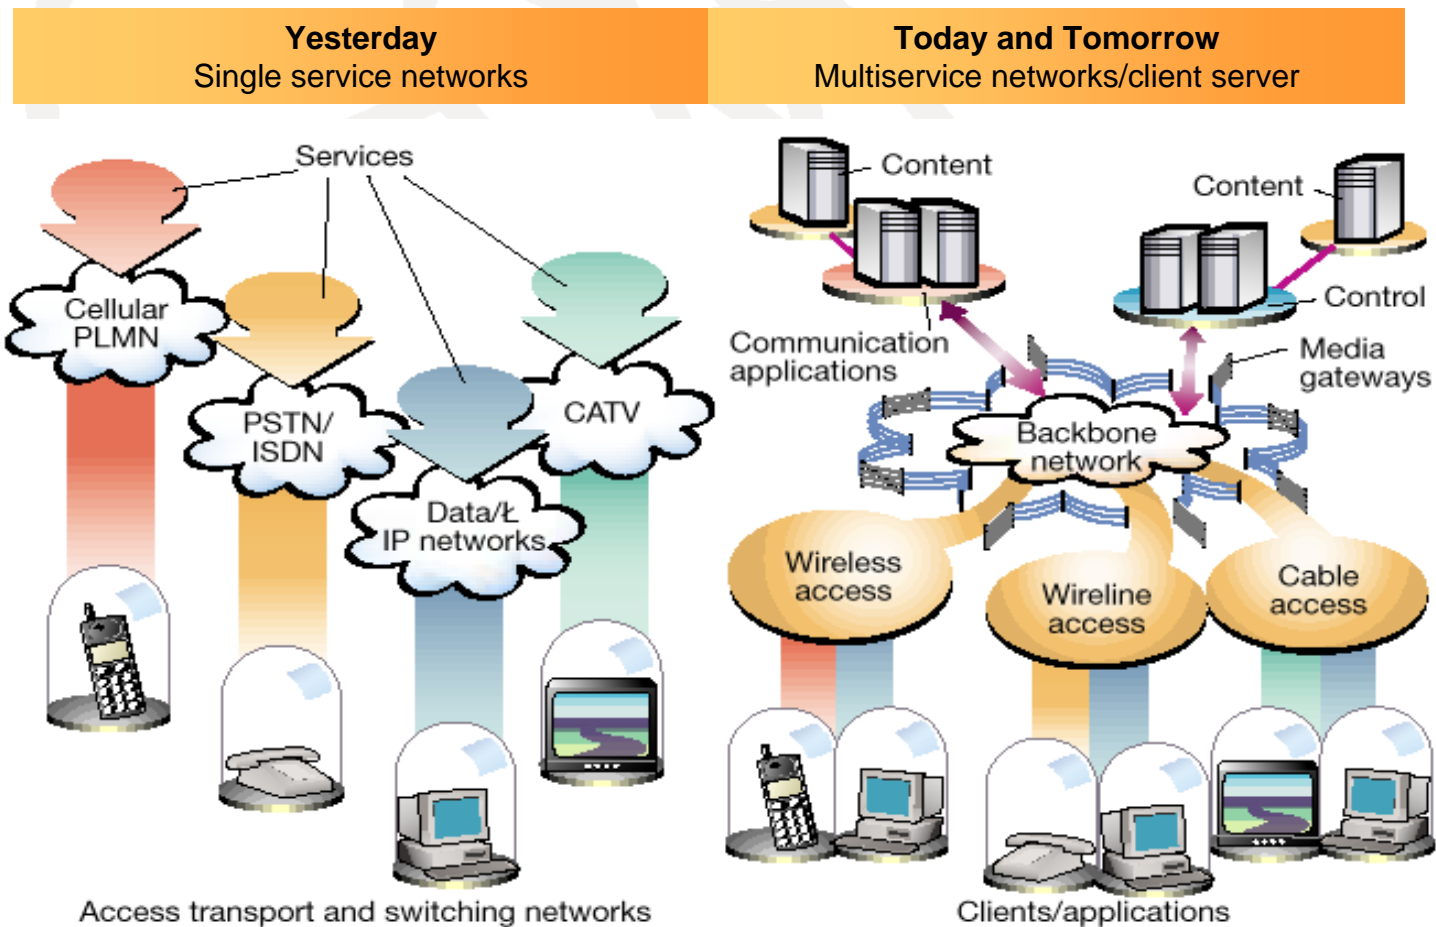 Yesterday
Single service networks
Today and Tomorrow
Multiservice networks/client server
Services
Cellular
PLMN
PSTN/
ISDN
Data/Ł
IP networks
CATV
Access transport and switching networks
Content
Content
Control
Communication
applications
Media
gateways
Backbone
network
Wireless
access
Wireline
access
Cable
access
Clients/applications